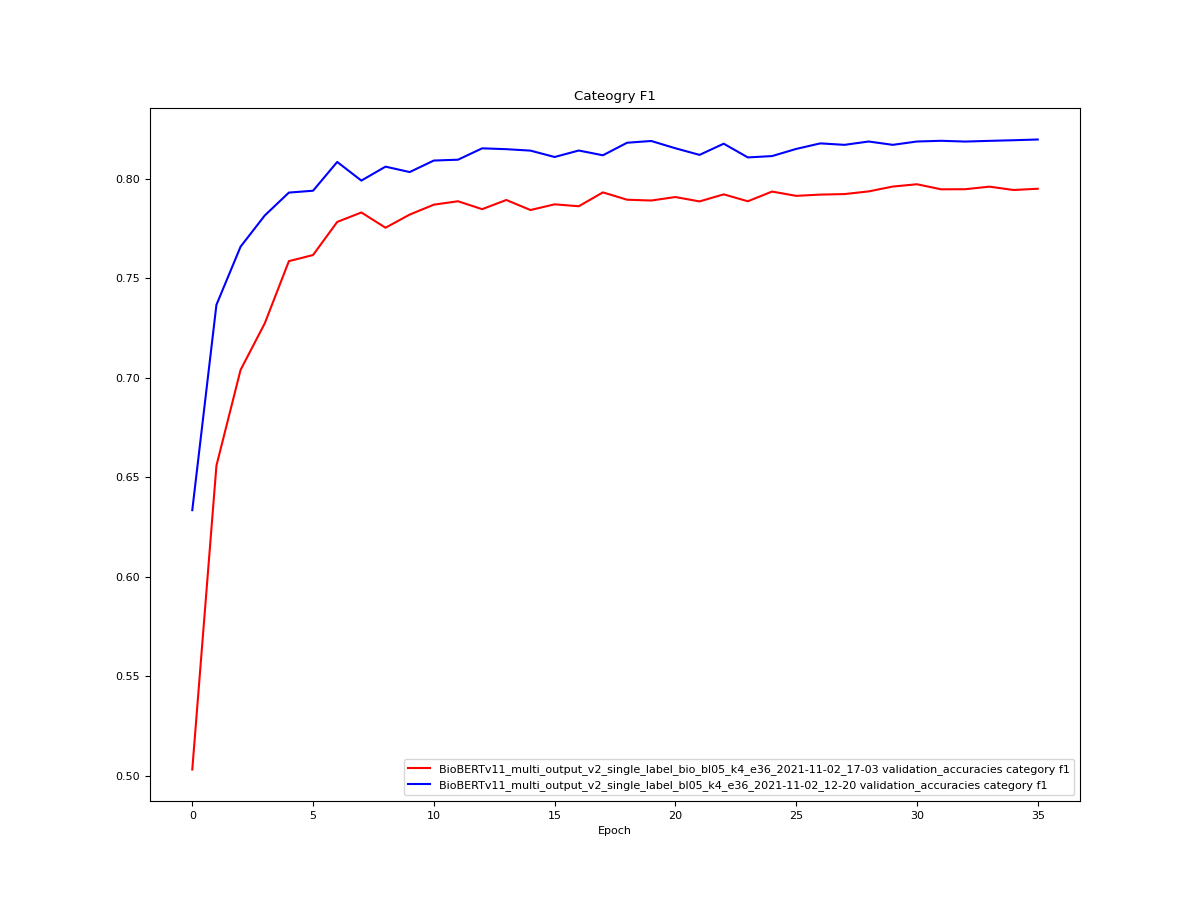 Cateogry F1
0.80
0.75
0.70
0.65
0.60
0.55
0.50
BioBERTv11_multi_output_v2_single_label_bio_bl05_k4_e36_2021-11-02_17-03 validation_accuracies category f1
BioBERTv11_multi_output_v2_single_label_bl05_k4_e36_2021-11-02_12-20 validation_accuracies category f1
0 5 10 15 20 25 30 35
Epoch